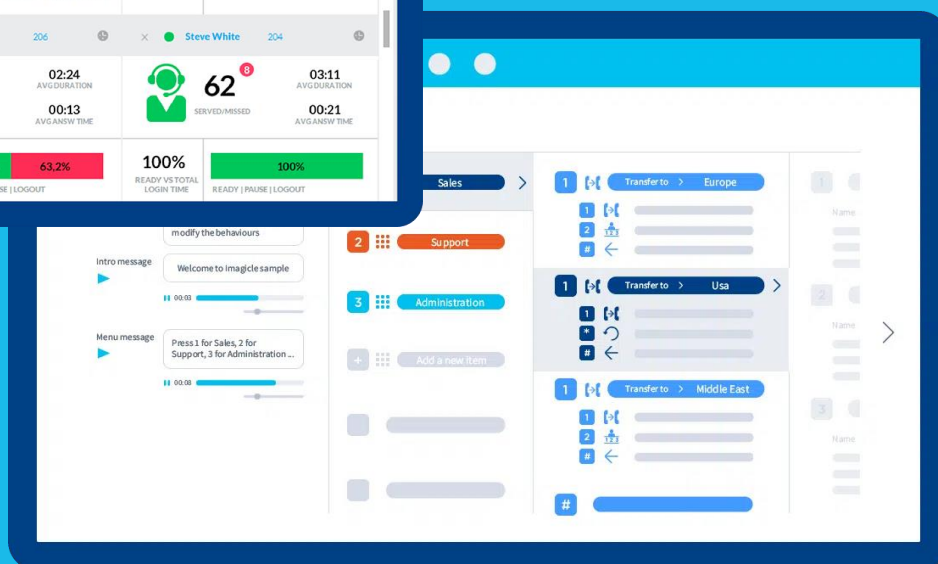 206
Steve White 204
02:24
AVG DURATION
00:13
AVG ANSW TIME
62 8
SERVED/MISSED
03:11
AVG DURATION
00:21
AVG ANSW TIME
63,2%
SE | LOGOUT
100%
READY VS TOTAL
LOGIN TIME
100%
READY | PAUSE | LOGOUT
modify the behaviours
Intro message
Welcome to Imagicle sample
00:03
Menu message
Press 1 for Sales, 2 for
Support, 3 for Administration ...
00:08
Sales
2 Support
3 Administration
+ Add a new item
1 Transfer to > Europe
1
2
#
1 Transfer to > Usa
1
*
#
1 Transfer to > Middle East
1
2
#
#
1
Name
2
Name
3
Name